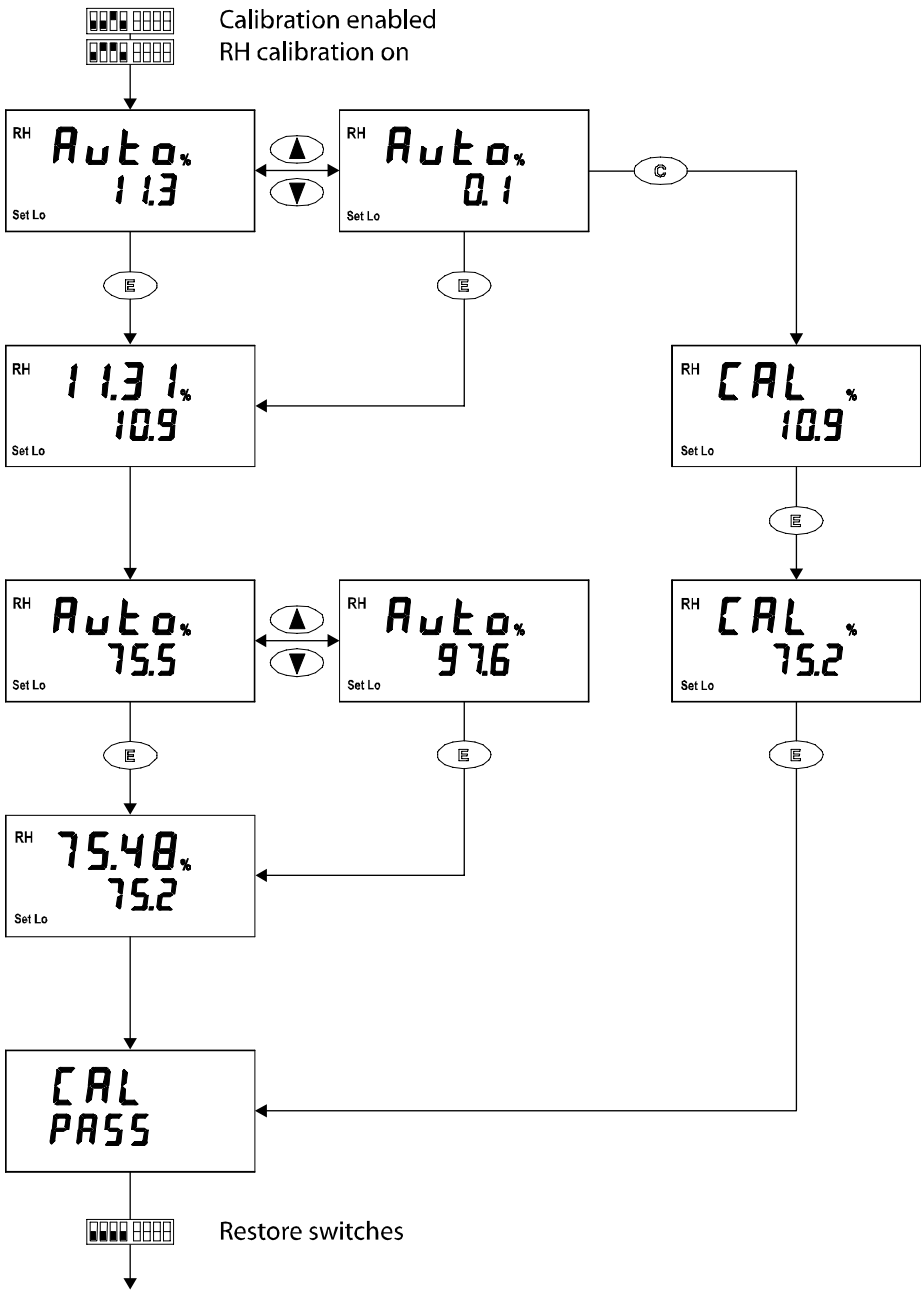 Calibration enabled
RH calibration on
RH
Auto%
11.3
Set Lo
RH
Auto%
0.1
Set Lo
C
E
E
RH
11.31%
10.9
Set Lo
RH
CAL %
10.9
Set Lo
E
RH
Auto%
75.5
Set Lo
RH
Auto%
97.6
Set Lo
RH
CAL %
75.2
Set Lo
E
E
E
RH
75.48%
75.2
Set Lo
CAL
PASS
Restore switches